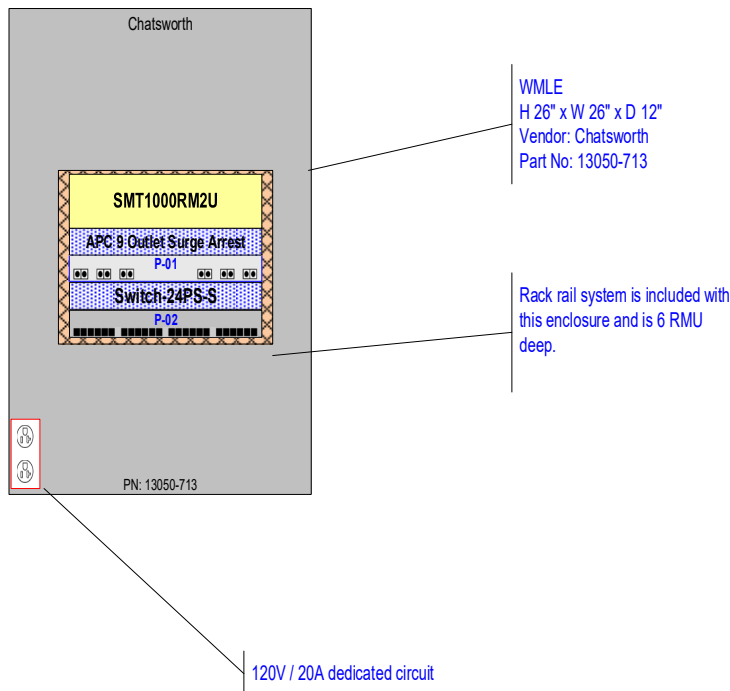 Chatsworth
WMLE
H 26" x W 26" x D 12"
Vendor: Chatsworth
Part No: 13050-713
SMT1000RM2U
APC 9 Outlet Surge Arrest
P-01
Switch-24PS-S
P-02
Rack rail system is included with
this enclosure and is 6 RMU
deep.
PN: 13050-713
120V / 20A dedicated circuit